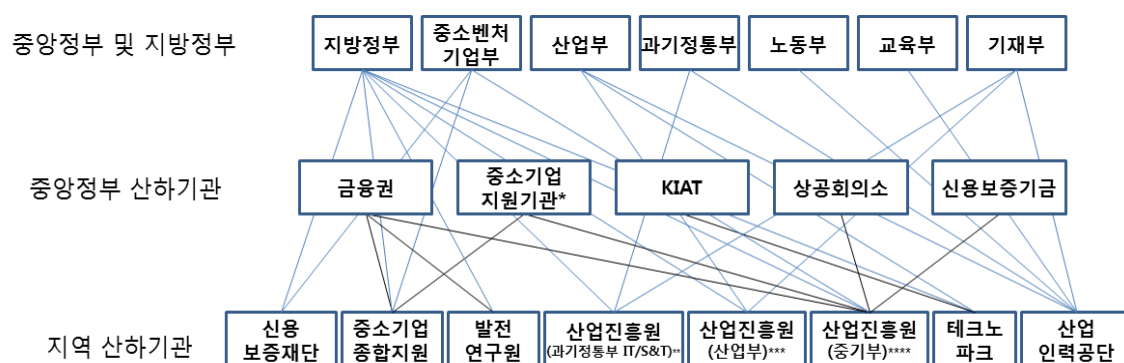 중앙정부 및 지방정부
지방정부
중소벤처
기업부
산업부
과기정통부
노동부
교육부
기재부
중앙정부 산하기관
금융권
중소기업
지원기관*
KIAT
상공회의소
신용보증기금
지역 산하기관
신용
보증재단
중소기업
종합지원
발전
연구원
산업진흥원
(과기정통부 IT/S&T)**
산업진흥원
(산업부)***
산업진흥원
(중기부)****
테크노
파크
산업
인력공단